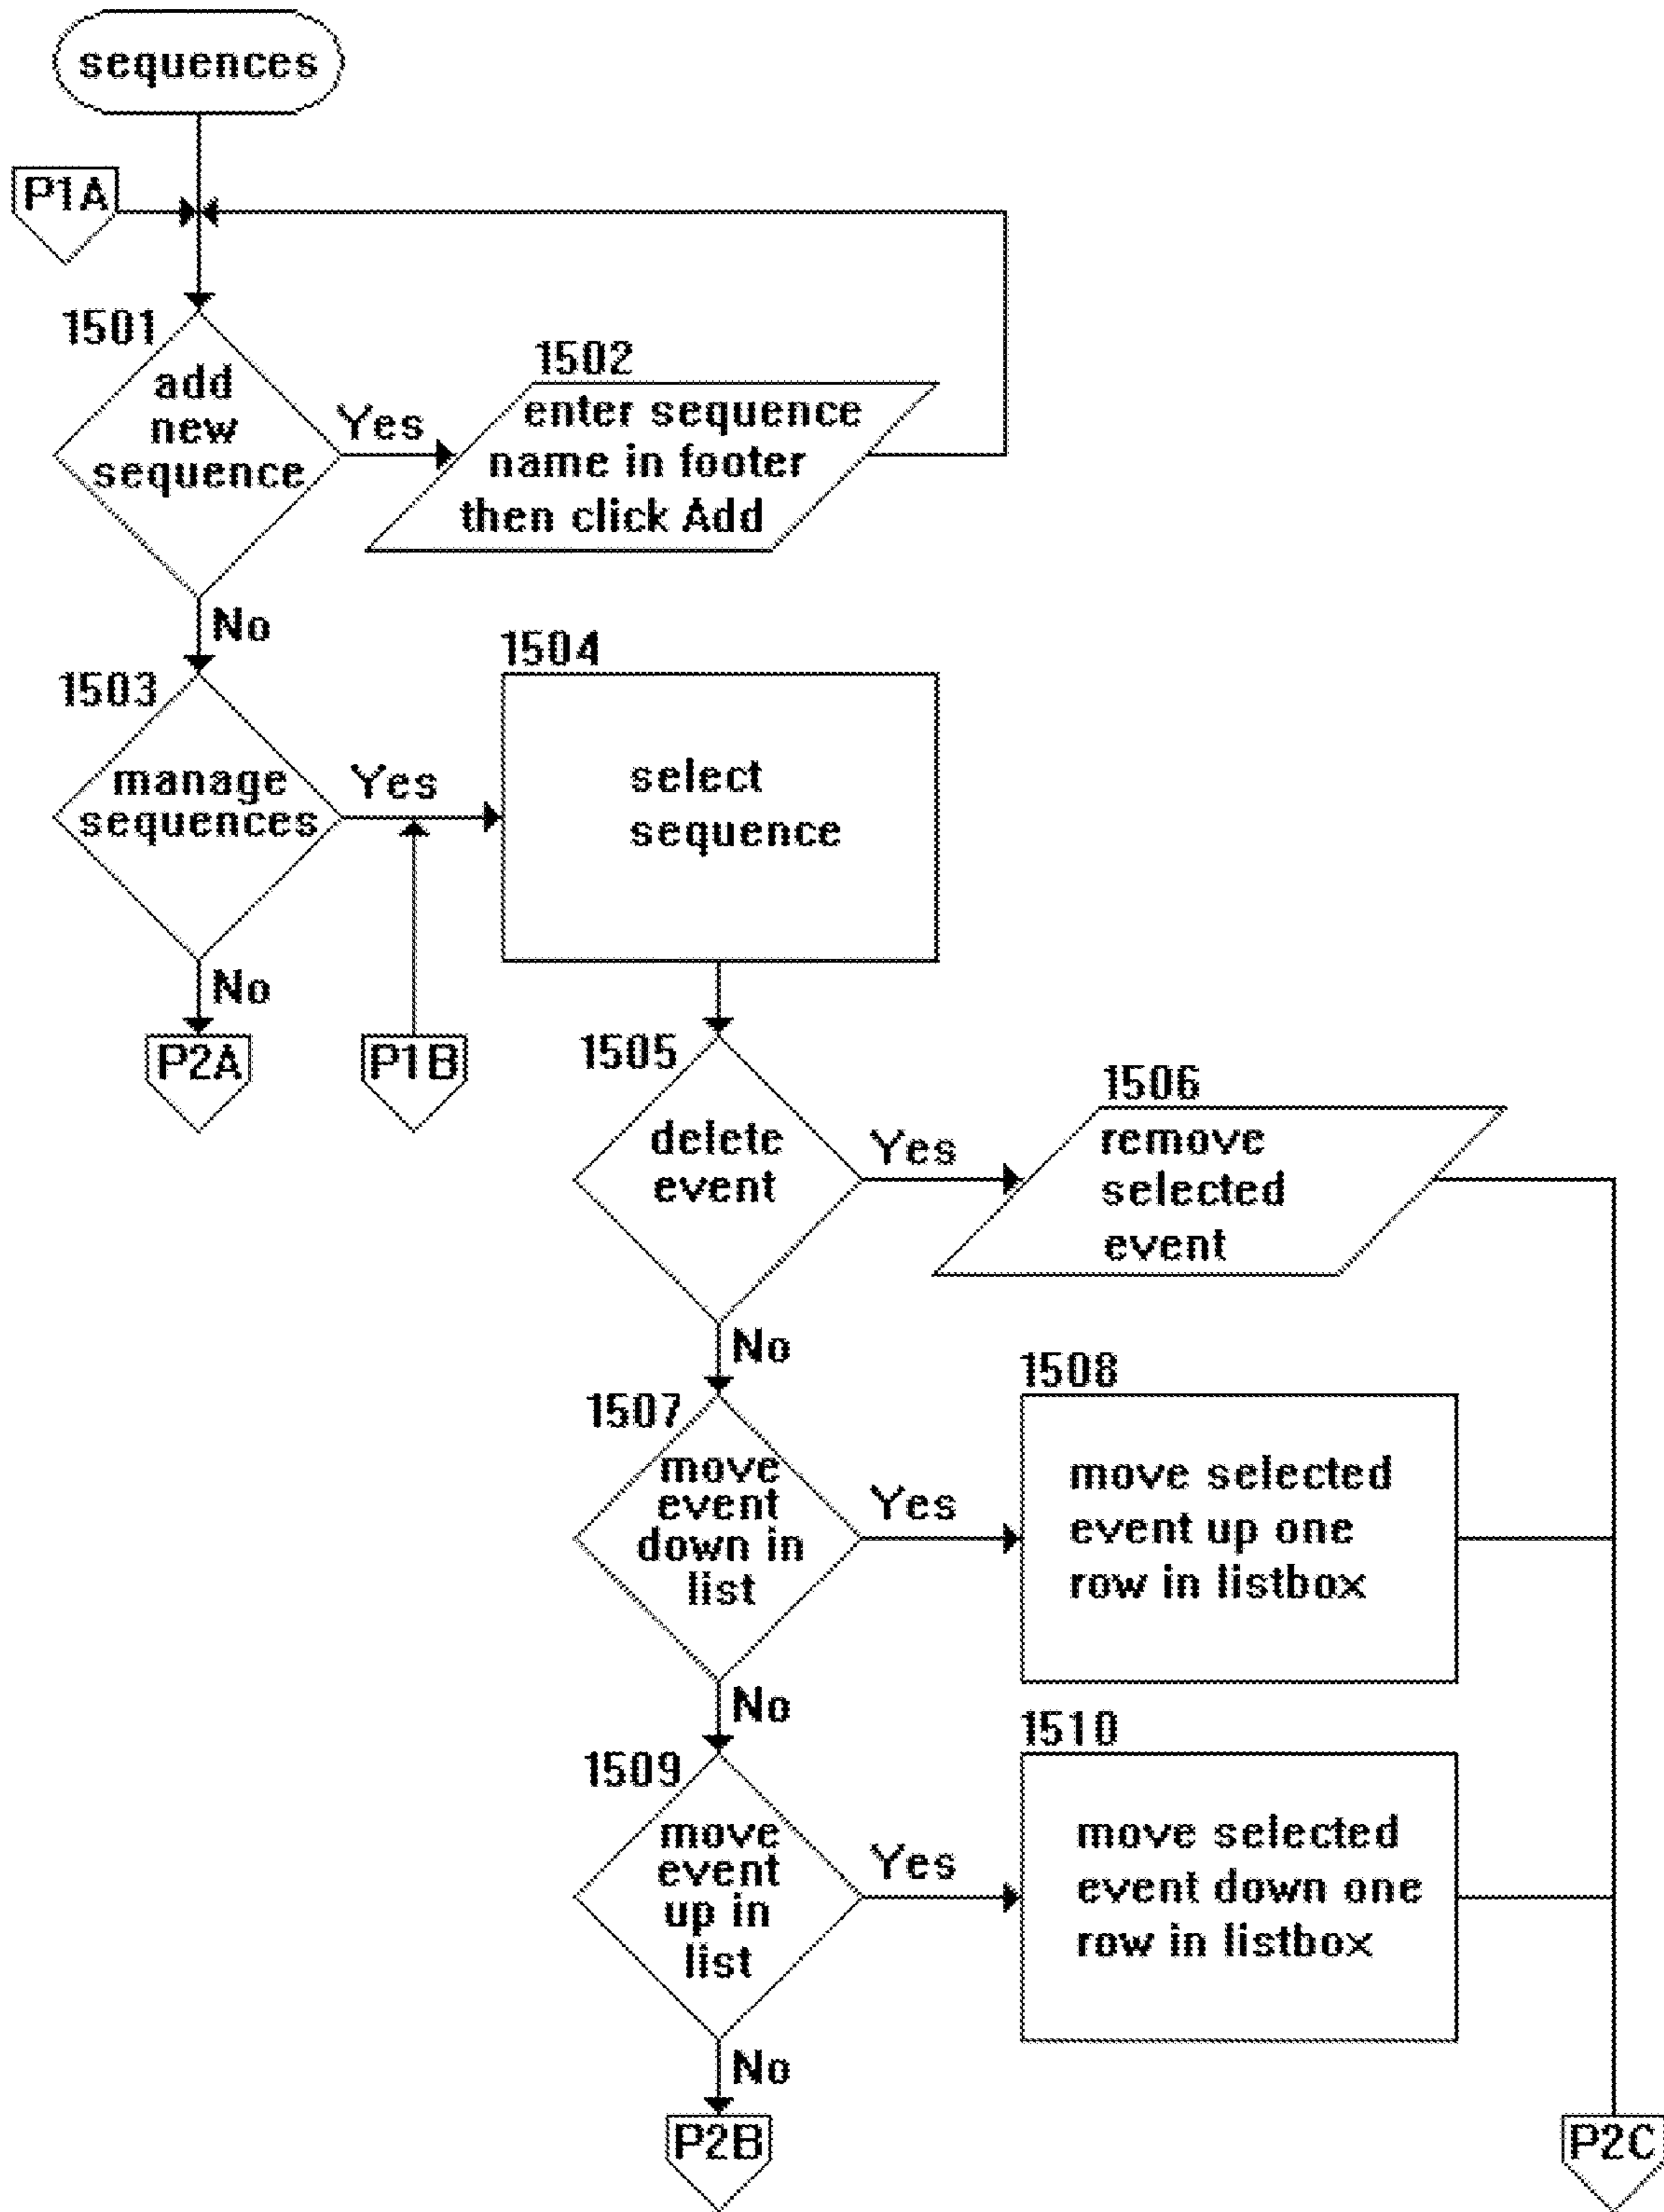 sequences
P1A
1501
add
new
sequence
Yes
1502
enter sequence
name in footer
then click Add
No
1503
manage
sequences
Yes
1504
select
sequence
No
P2A
P1B
1505
delete
event
Yes
1506
remove
selected
event
No
1507
move
event
down in
list
Yes
1508
move selected
event up one
row in listbox
No
1509
move
event
up in
list
Yes
1510
move selected
event down one
row in listbox
No
P2B
P2C